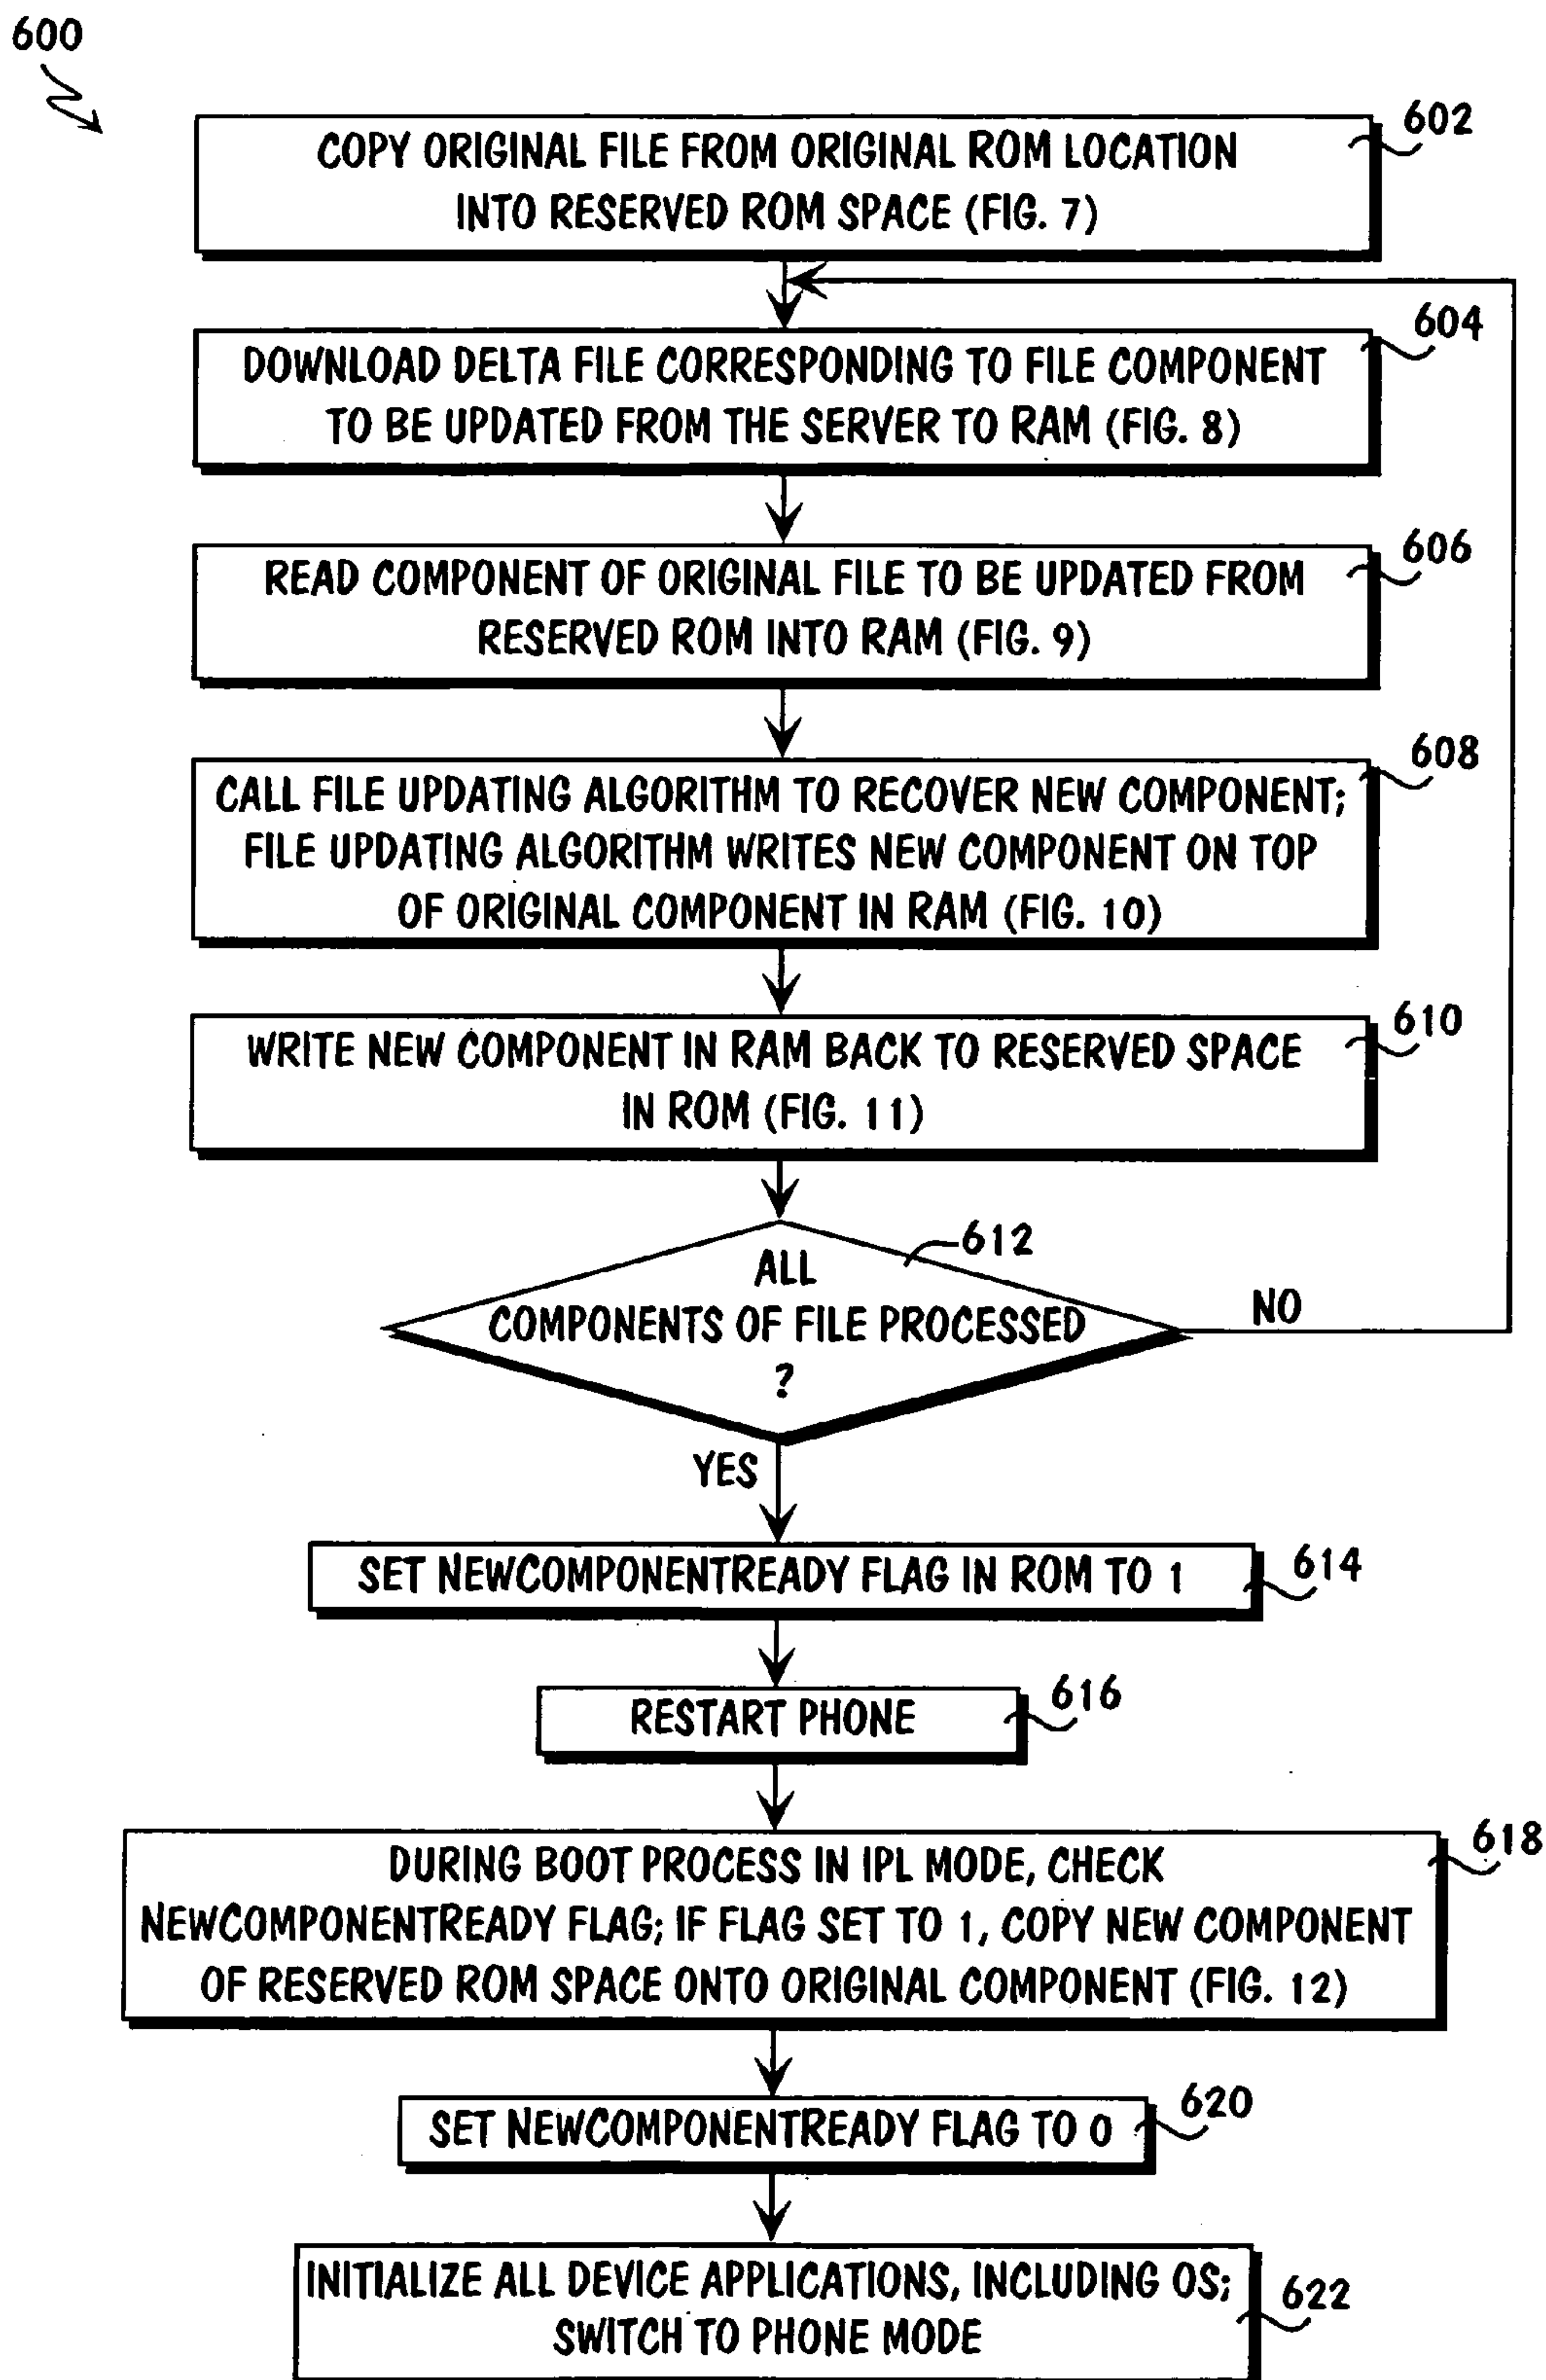 600
COPY ORIGINAL FILE FROM ORIGINAL ROM LOCATION
INTO RESERVED ROM SPACE (FIG. 7)
602
DOWNLOAD DELTA FILE CORRESPONDING TO FILE COMPONENT
TO BE UPDATED FROM THE SERVER TO RAM (FIG. 8)
604
READ COMPONENT OF ORIGINAL FILE TO BE UPDATED FROM
RESERVED ROM INTO RAM (FIG. 9)
606
CALL FILE UPDATING ALGORITHM TO RECOVER NEW COMPONENT;
FILE UPDATING ALGORITHM WRITES NEW COMPONENT ON TOP
OF ORIGINAL COMPONENT IN RAM (FIG. 10)
608
WRITE NEW COMPONENT IN RAM BACK TO RESERVED SPACE
IN ROM (FIG. 11)
610
ALL
COMPONENTS OF FILE PROCESSED
?
612
NO
YES
SET NEWCOMPONENTREADY FLAG IN ROM TO 1
614
RESTART PHONE
616
DURING BOOT PROCESS IN IPL MODE, CHECK
NEWCOMPONENTREADY FLAG; IF FLAG SET TO 1, COPY NEW COMPONENT
OF RESERVED ROM SPACE ONTO ORIGINAL COMPONENT (FIG. 12)
618
SET NEWCOMPONENTREADY FLAG TO 0
620
INITIALIZE ALL DEVICE APPLICATIONS, INCLUDING OS;
SWITCH TO PHONE MODE
622